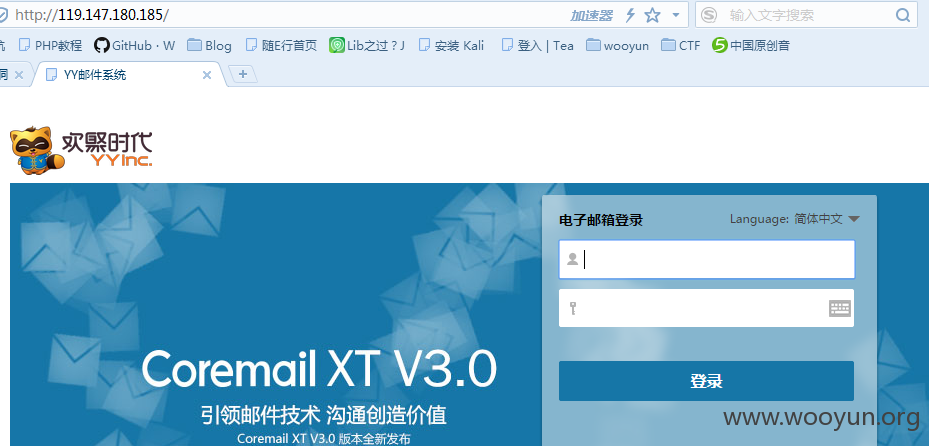 http://119.147.180.185/
加速器
输入文字搜索
PHP教程 GitHub · W Blog 随E行首页 Lib之过 ? J 安装 Kali 登入 | Tea wooyun CTF 中国原创音
YY邮件系统
欢聚时代
YY Inc.
电子邮箱登录 Language: 简体中文
Coremail XT V3.0
登录
引领邮件技术 沟通创造价值
www.wooyun.org
Coremail XT V3.0 版本全新发布